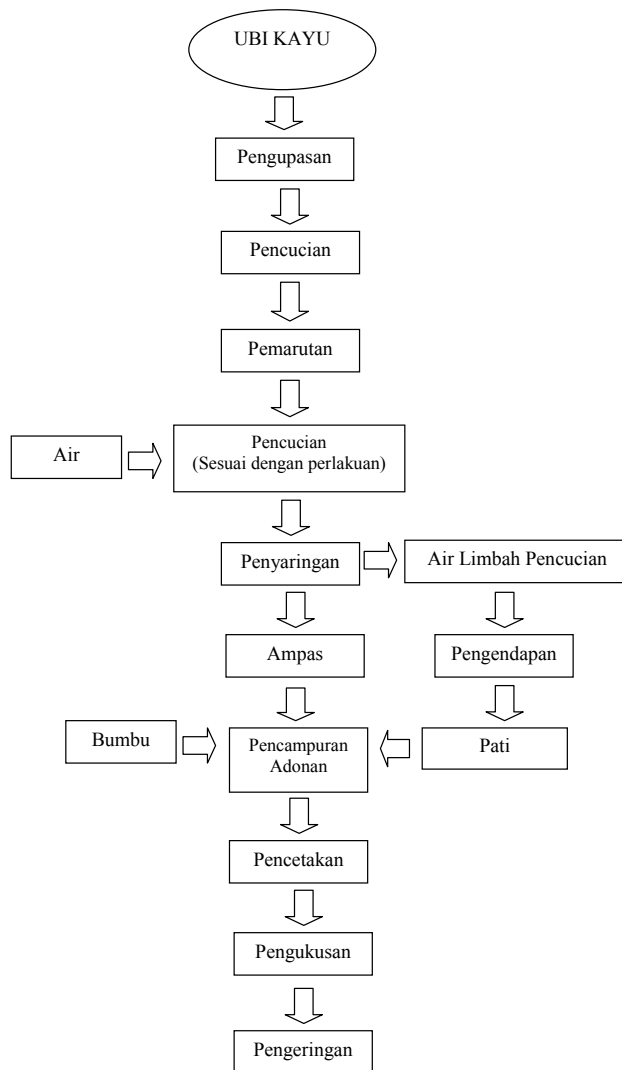 UBI KAYU
Pengupasan
Pencucian
Pemarutan
Air
Pencucian
(Sesuai dengan perlakuan)
Penyaringan
Air Limbah Pencucian
Ampas
Pengendapan
Bumbu
Pencampuran
Adonan
Pati
Pencetakan
Pengukusan
Pengeringan